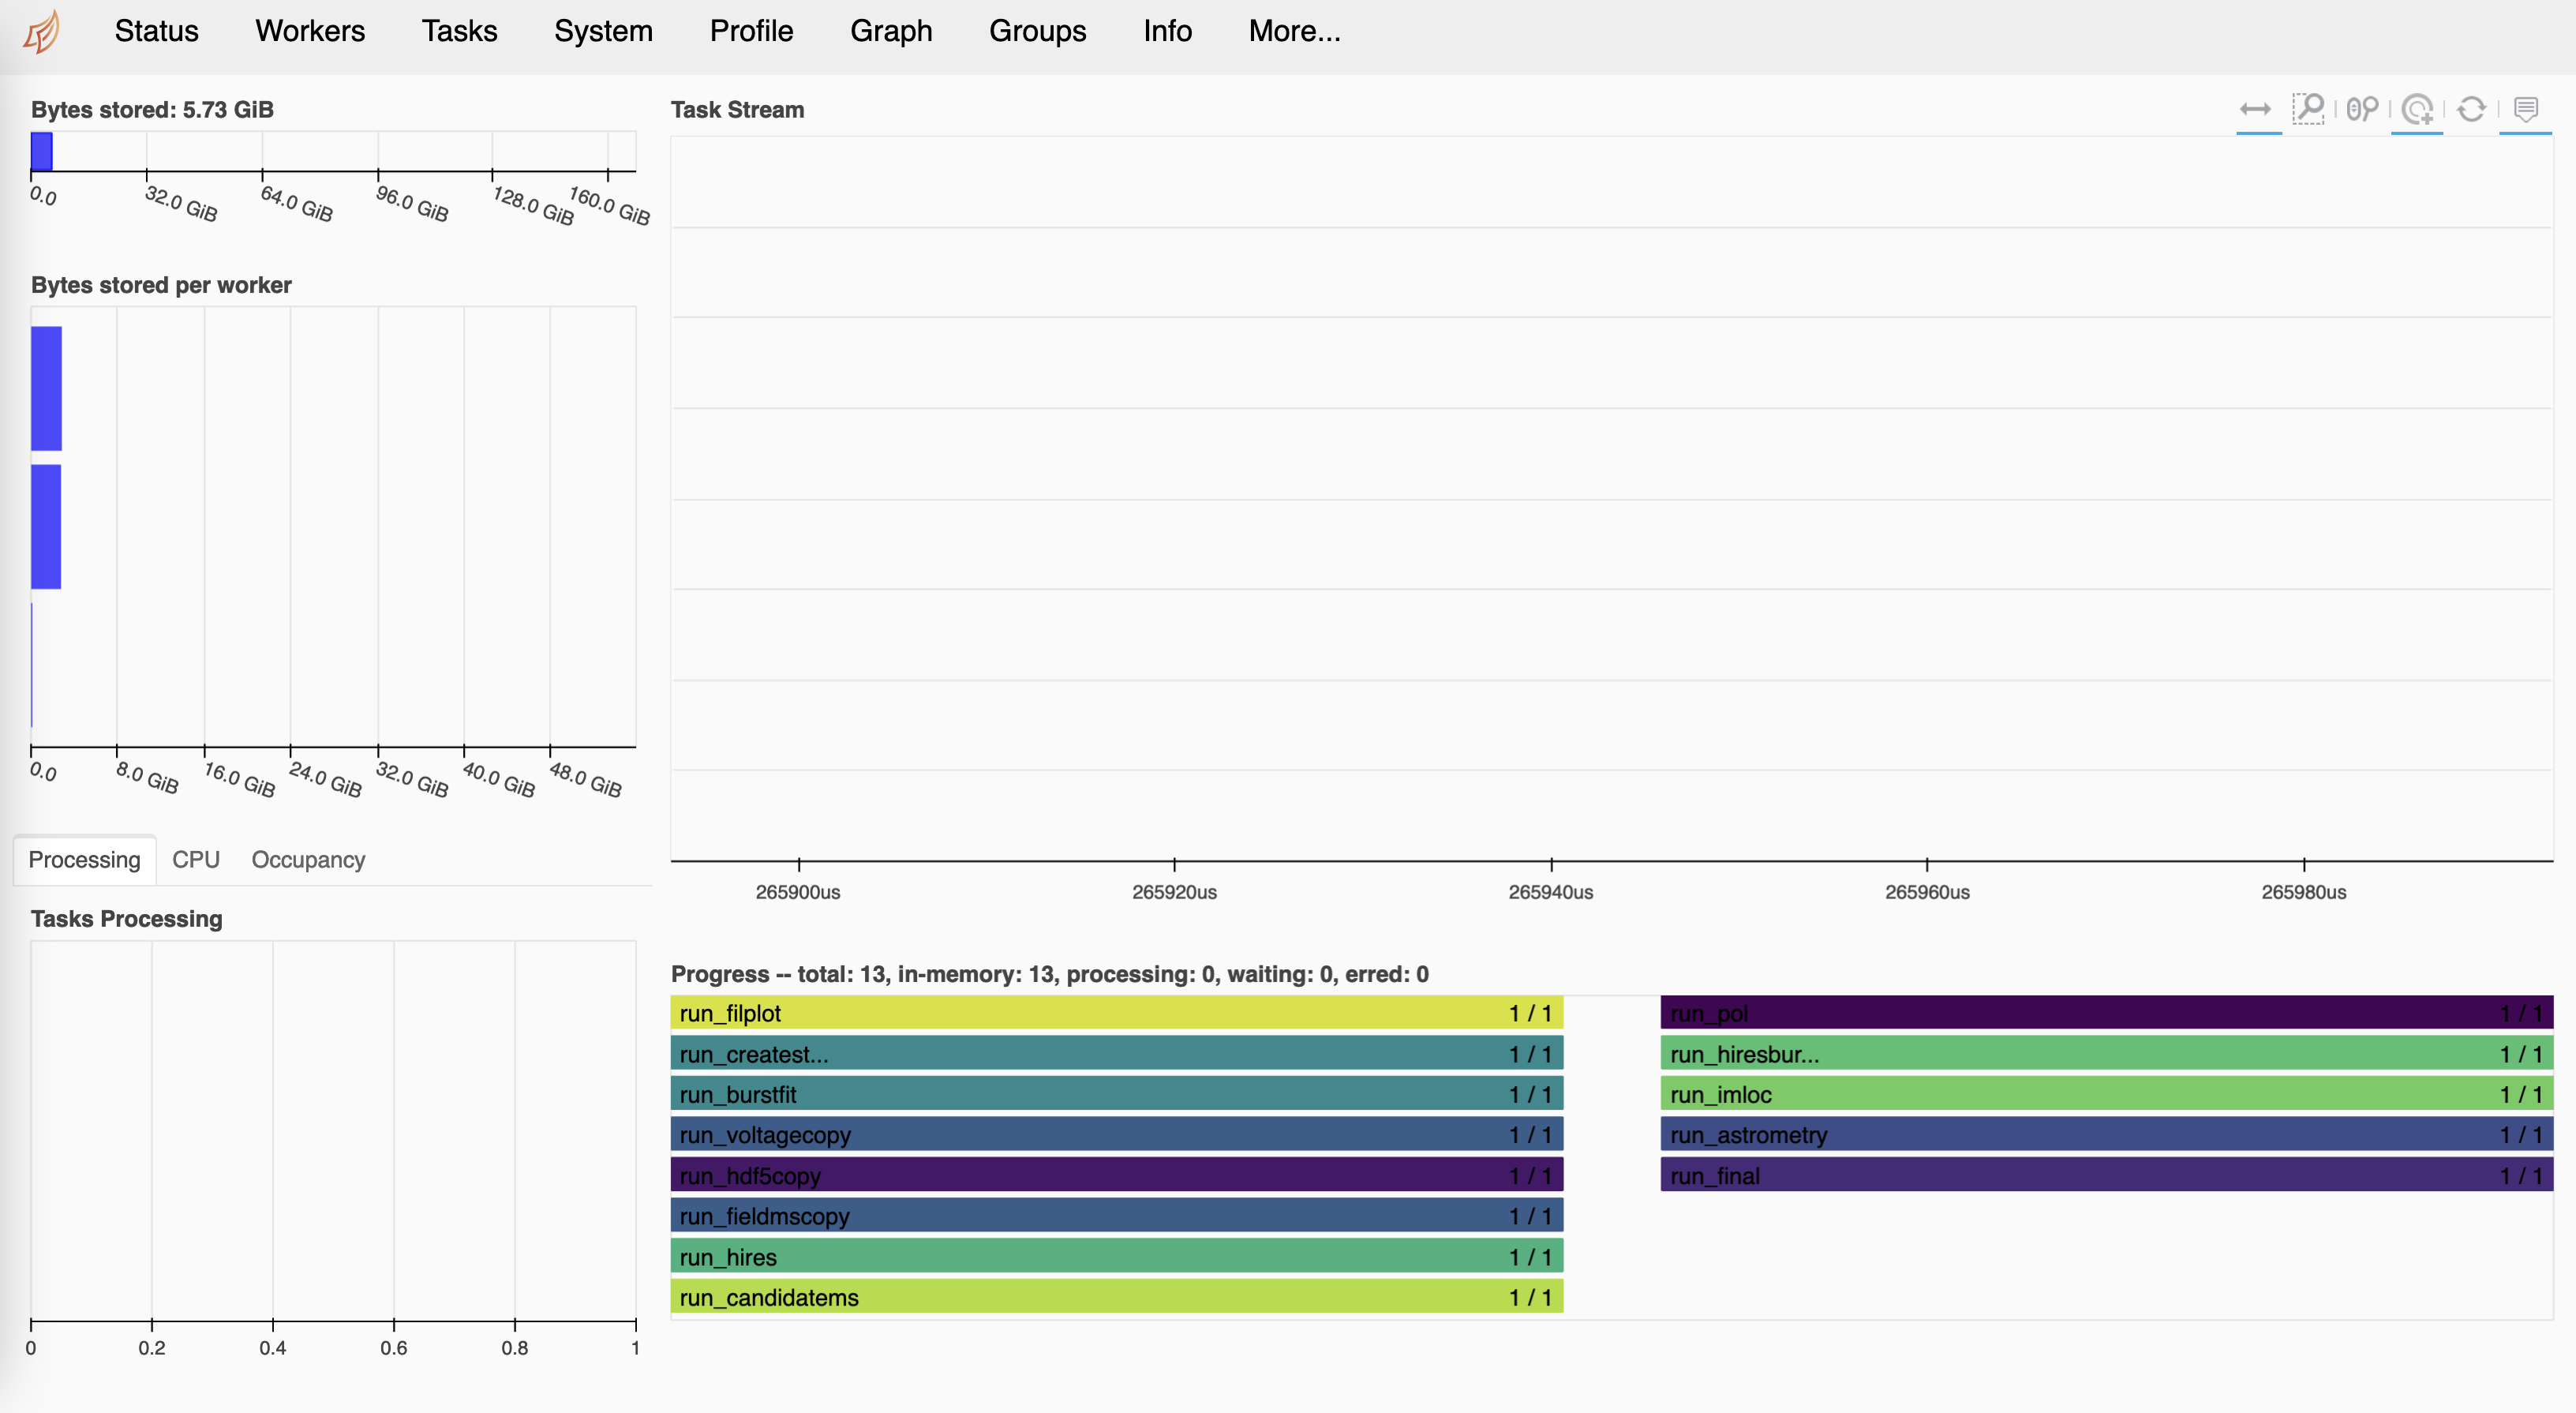 Status Workers Tasks System Profile Graph Groups Info More...
Bytes stored: 5.73 GiB
0.0 32.0 GiB 64.0 GiB 96.0 GiB 128.0 GiB 160.0 GiB
Bytes stored per worker
0.0 8.0 GiB 16.0 GiB 24.0 GiB 32.0 GiB 40.0 GiB 48.0 GiB
Processing CPU Occupancy
Tasks Processing
0 0.2 0.4 0.6 0.8 1
Task Stream
265900us 265920us 265940us 265960us 265980us
Progress -- total: 13, in-memory: 13, processing: 0, waiting: 0, erred: 0
run_filplot 1 / 1
run_createst... 1 / 1
run_burstfit 1 / 1
run_voltagecopy 1 / 1
run_hdf5copy 1 / 1
run_fieldmscopy 1 / 1
run_hires 1 / 1
run_candidatems 1 / 1
run_pol 1 / 1
run_hiresbur... 1 / 1
run_imloc 1 / 1
run_astrometry 1 / 1
run_final 1 / 1